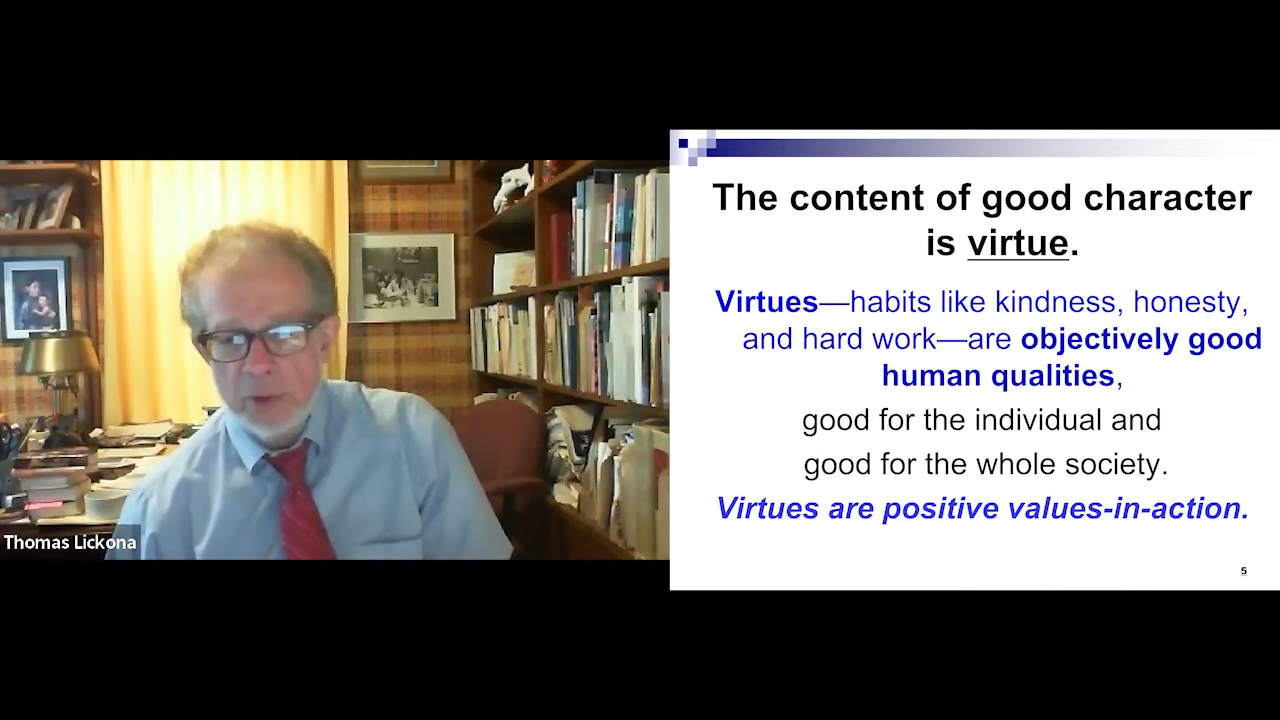 Thomas Lickona
The content of good character
is virtue.
Virtues—habits like kindness, honesty,
and hard work—are objectively good
human qualities,
good for the individual and
good for the whole society.
Virtues are positive values-in-action.
5